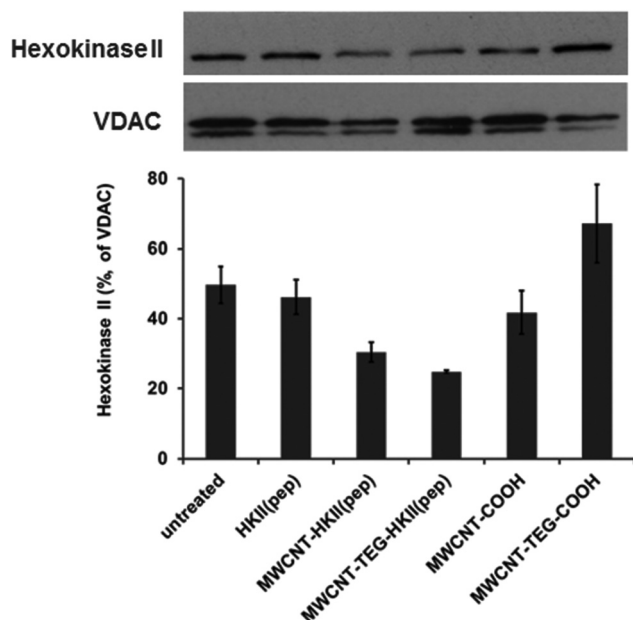 Hexokinase II
VDAC
Hexokinase II (%, of VDAC)
80
60
40
20
0
untreated
HKII(pep)
MWCNT-HKII(pep)
MWCNT-TEG-HKII(pep)
MWCNT-COOH
MWCNT-TEG-COOH